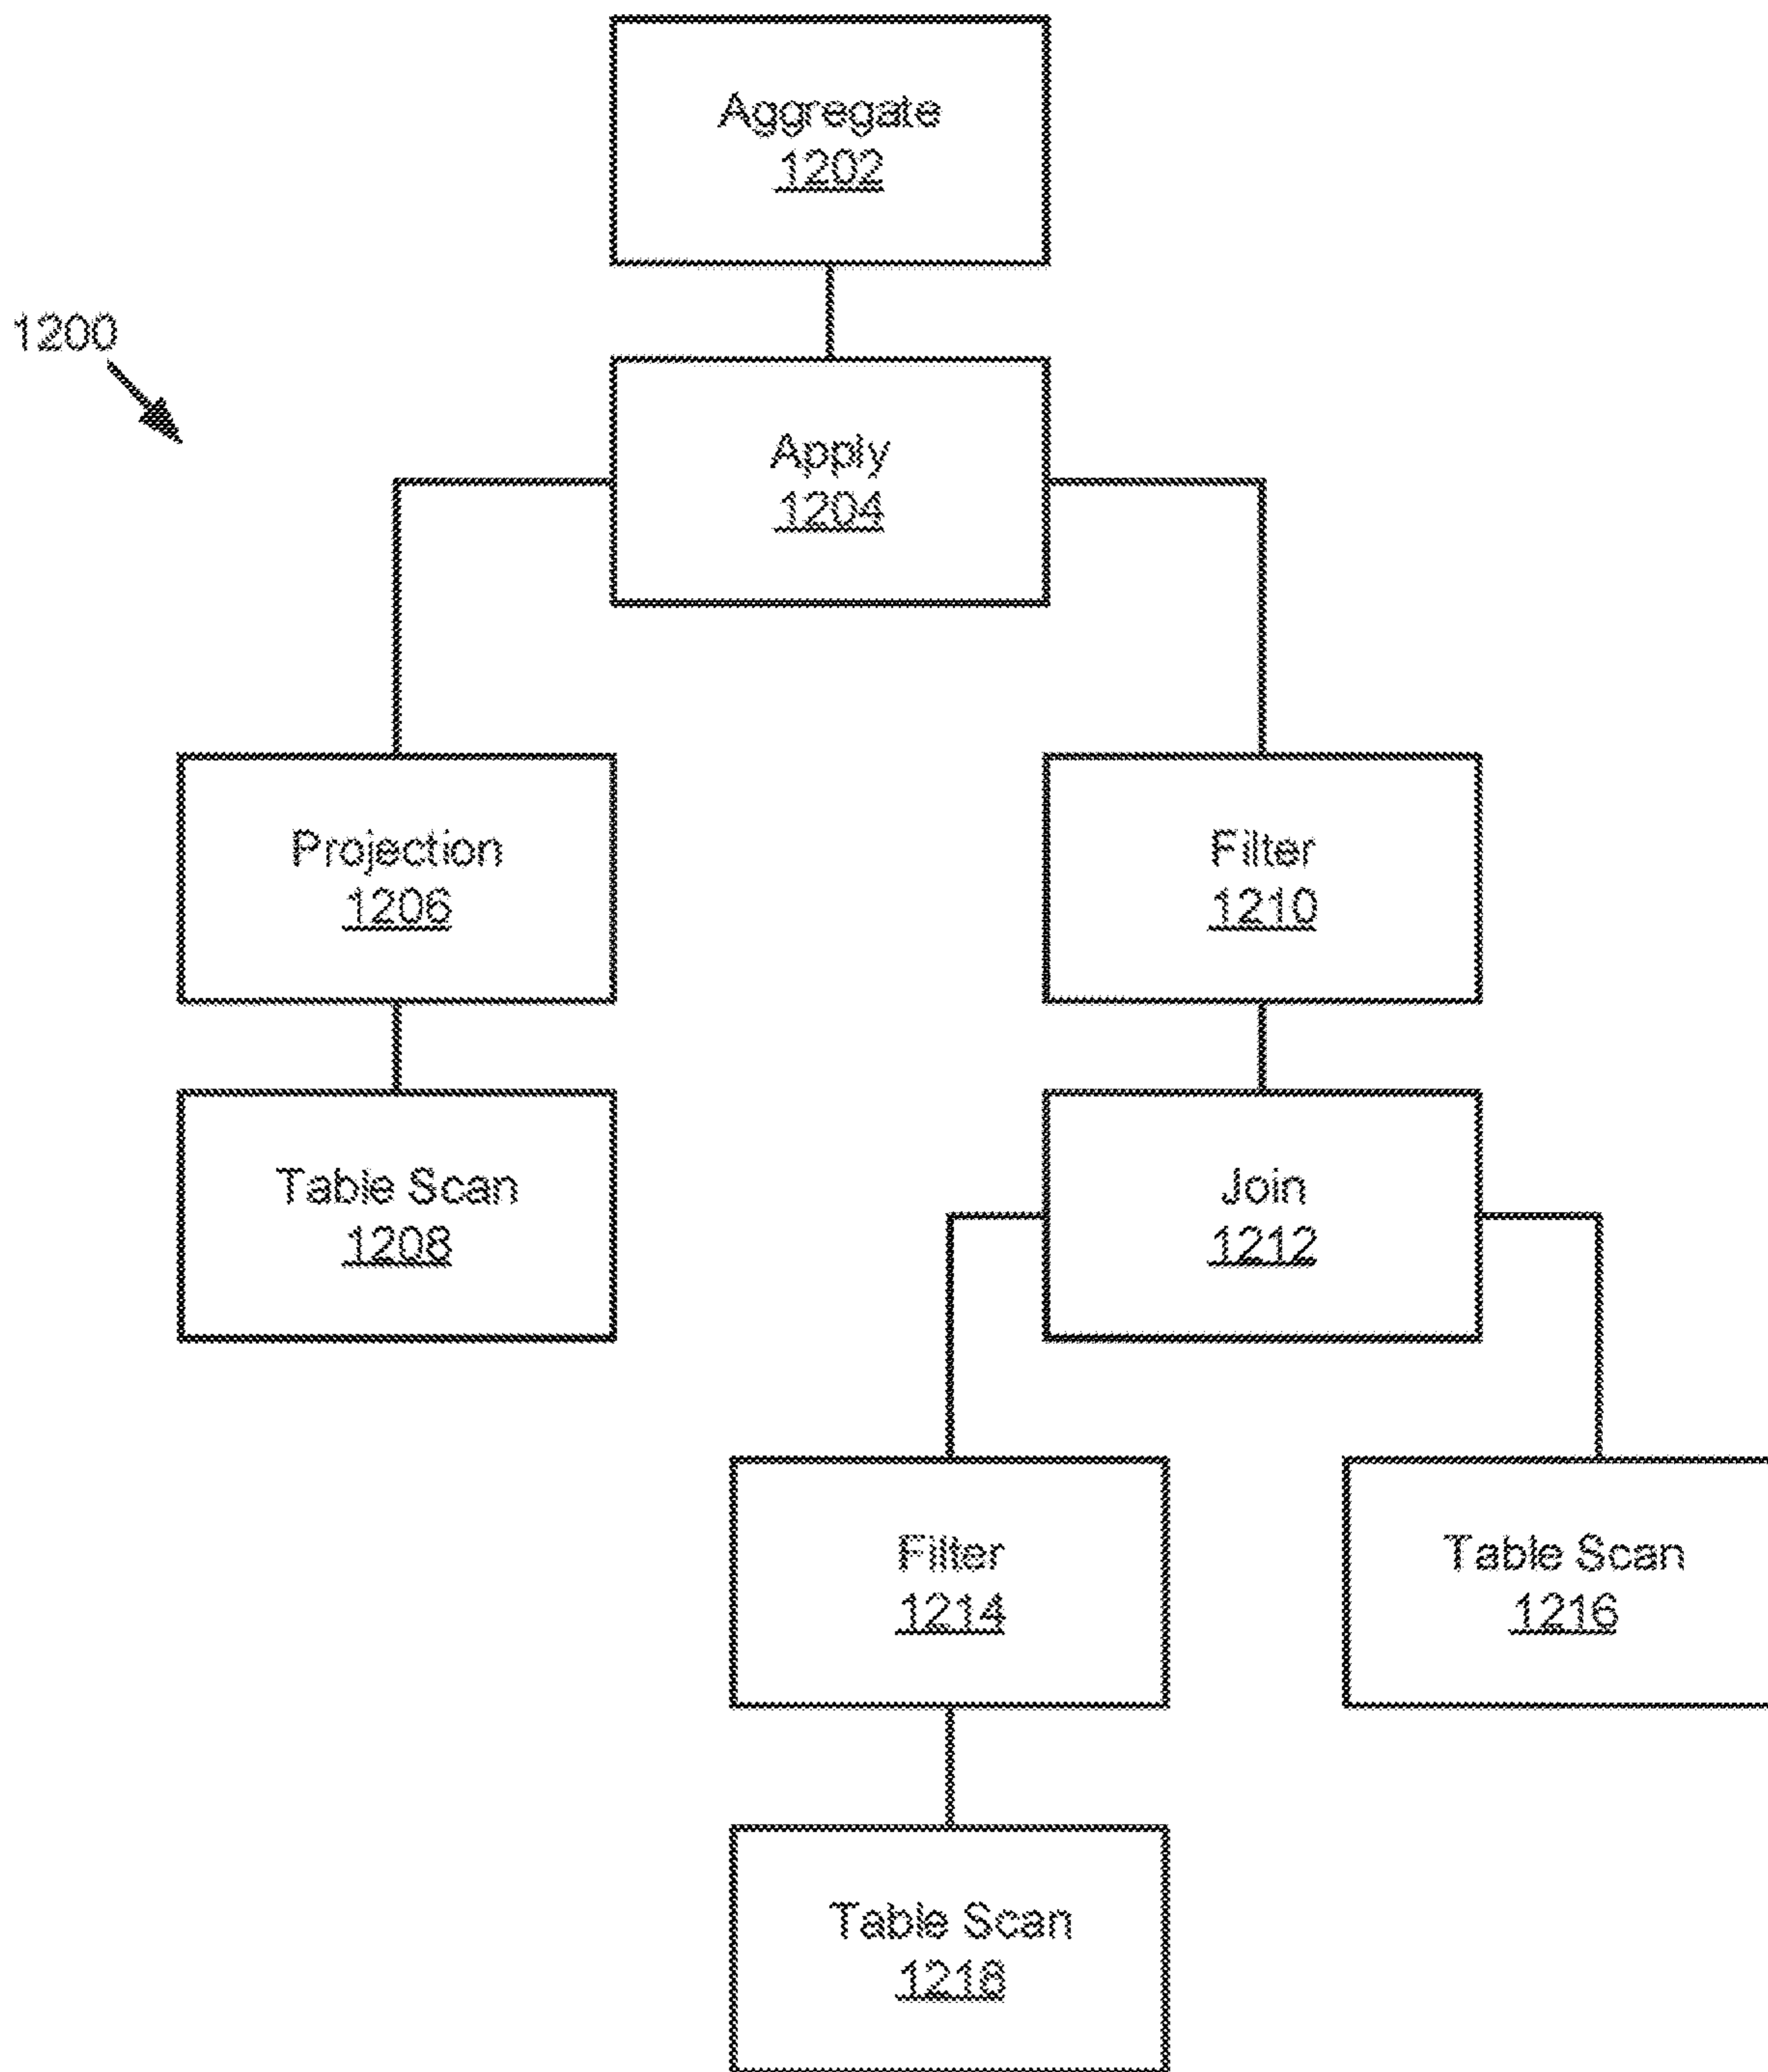 Aggregate
1202
1200
Apply
1204
Projection
1206
Filter
1210
Table Scan
1208
Join
1212
Filter
1214
Table Scan
1216
Table Scan
1218